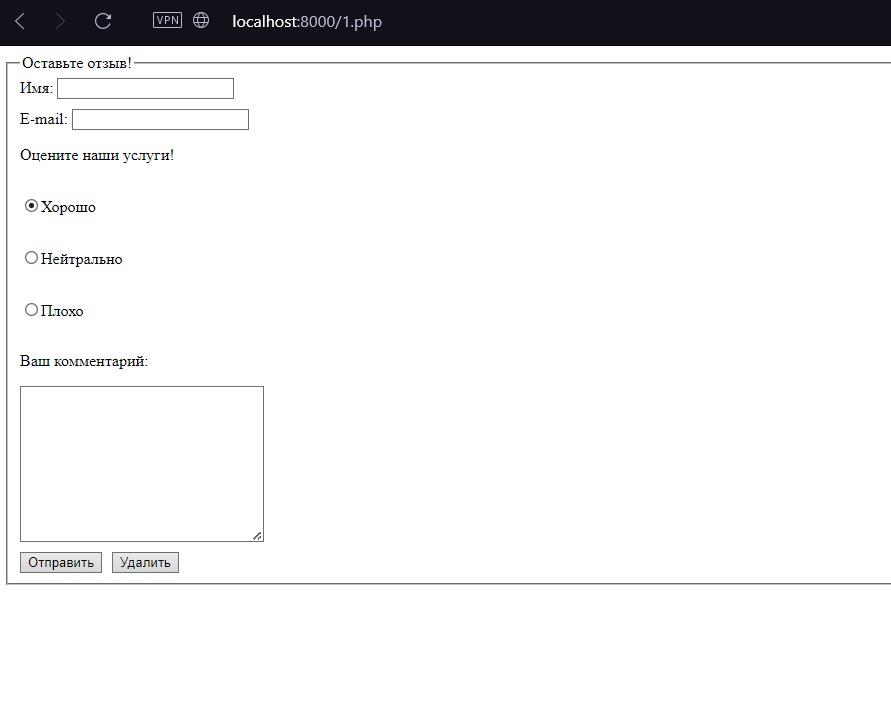 VPN localhost:8000/1.php
Оставьте отзыв!
Имя:
E-mail:
Оцените наши услуги!
Хорошо
Нейтрально
Плохо
Ваш комментарий:
Отправить Удалить